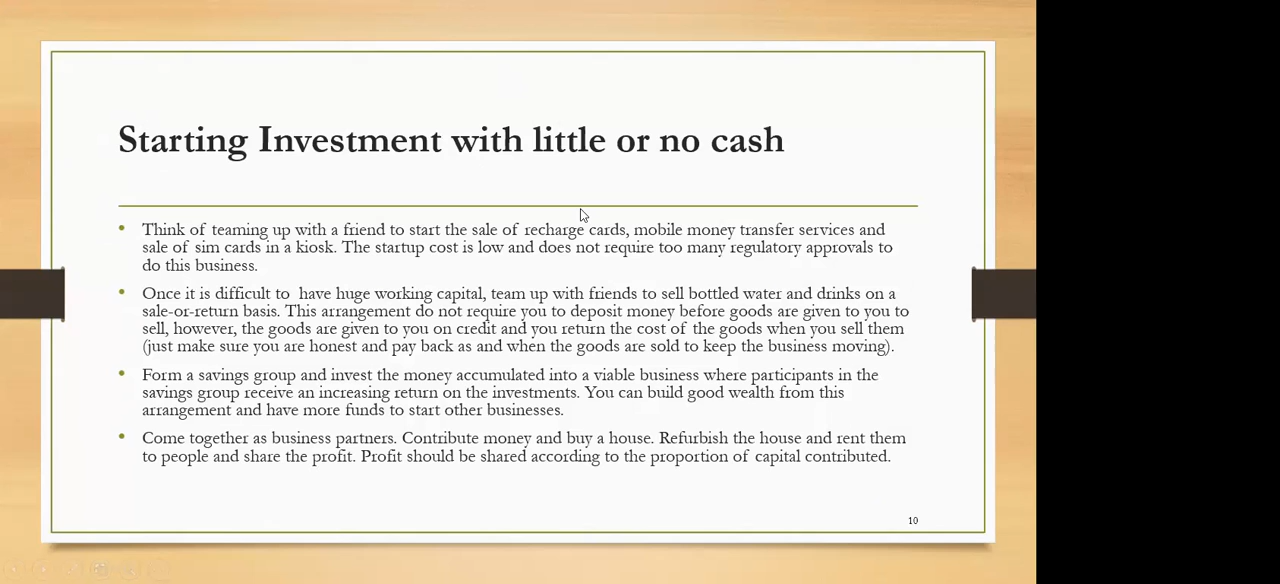 Starting Investment with little or no cash
• Think of teaming up with a friend to start the sale of recharge cards, mobile money transfer services and
sale of sim cards in a kiosk. The startup cost is low and does not require too many regulatory approvals to
do this business.
• Once it is difficult to  have huge working capital, team up with friends to sell bottled water and drinks on a
sale-or-return basis. This arrangement do not require you to deposit money before goods are given to you to
sell, however, the goods are given to you on credit and you return the cost of the goods when you sell them
(just make sure you are honest and pay back as and when the goods are sold to keep the business moving).
• Form a savings group and invest the money accumulated into a viable business where participants in the
savings group receive an increasing return on the investments. You can build good wealth from this
arrangement and have more funds to start other businesses.
• Come together as business partners. Contribute money and buy a house. Refurbish the house and rent them
to people and share the profit. Profit should be shared according to the proportion of capital contributed.
10